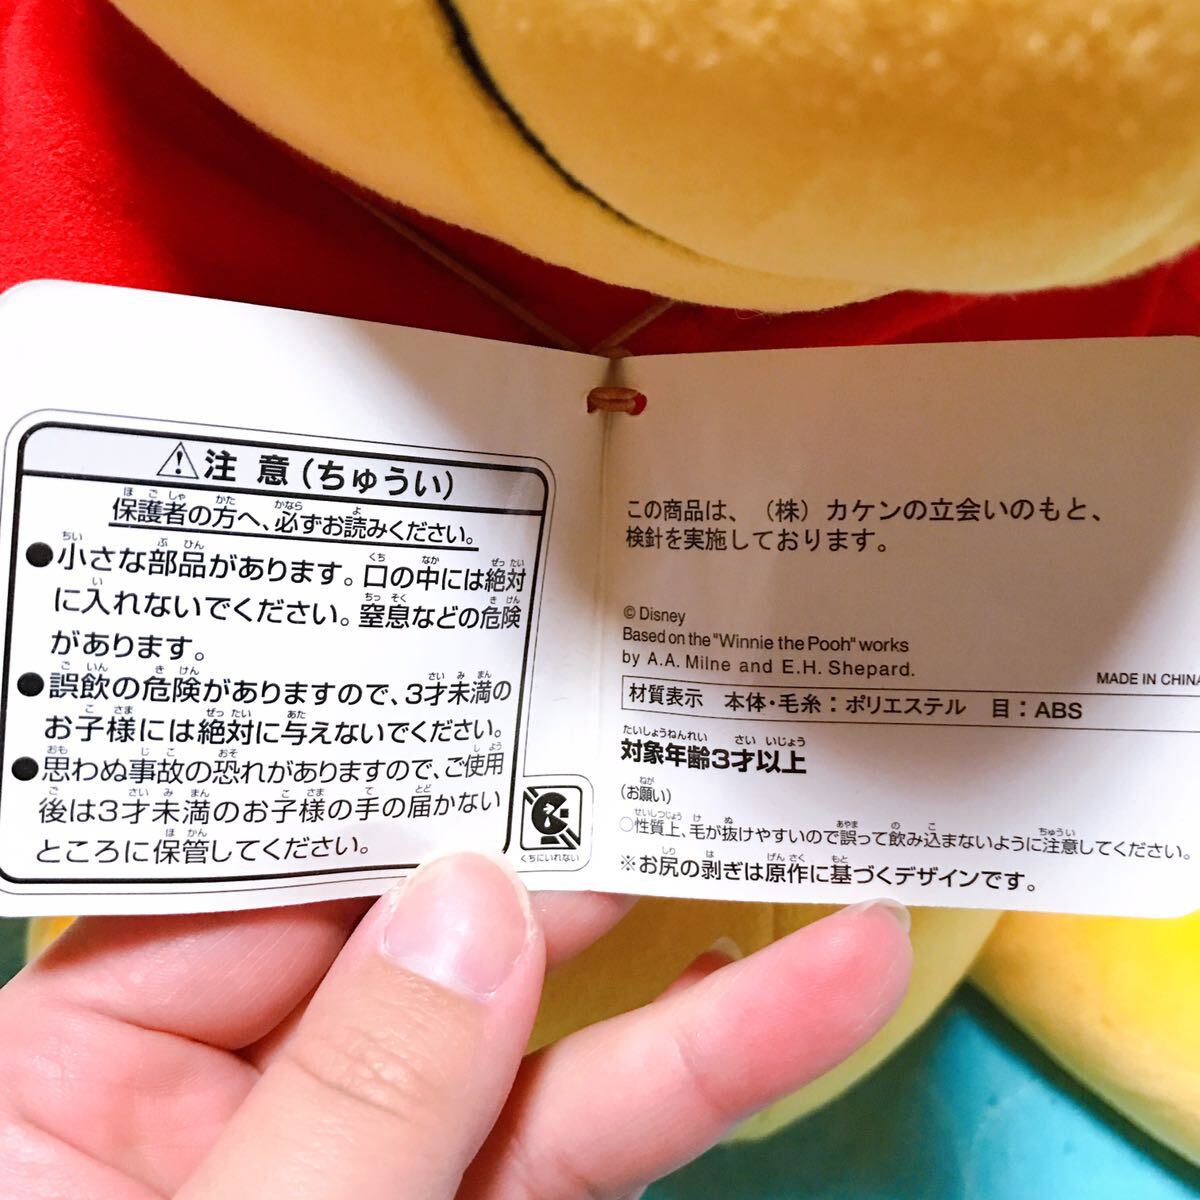 ⚠注意(ちゅうい)
保護者の方へ、必ずお読みください。
●小さな部品があります。口の中には絶対
に入れないでください。窒息などの危険
があります。
●誤飲の危険がありますので、3才未満の
お子様には絶対に与えないでください。
●思わぬ事故の恐れがありますので、ご使用
後は3才未満のお子様の手の届かない
ところに保管してください。
くちにいれない
この商品は、(株)カケンの立会いのもと、
検針を実施しております。
© Disney
Based on the "Winnie the Pooh" works
by A.A. Milne and E.H. Shepard.
MADE IN CHINA
材質表示 本体・毛糸:ポリエステル 目:ABS
対象年齢3才以上
(お願い)
○性質上、毛が抜けやすいので誤って飲み込まないように注意してください。
※お尻の剥ぎは原作に基づくデザインです。